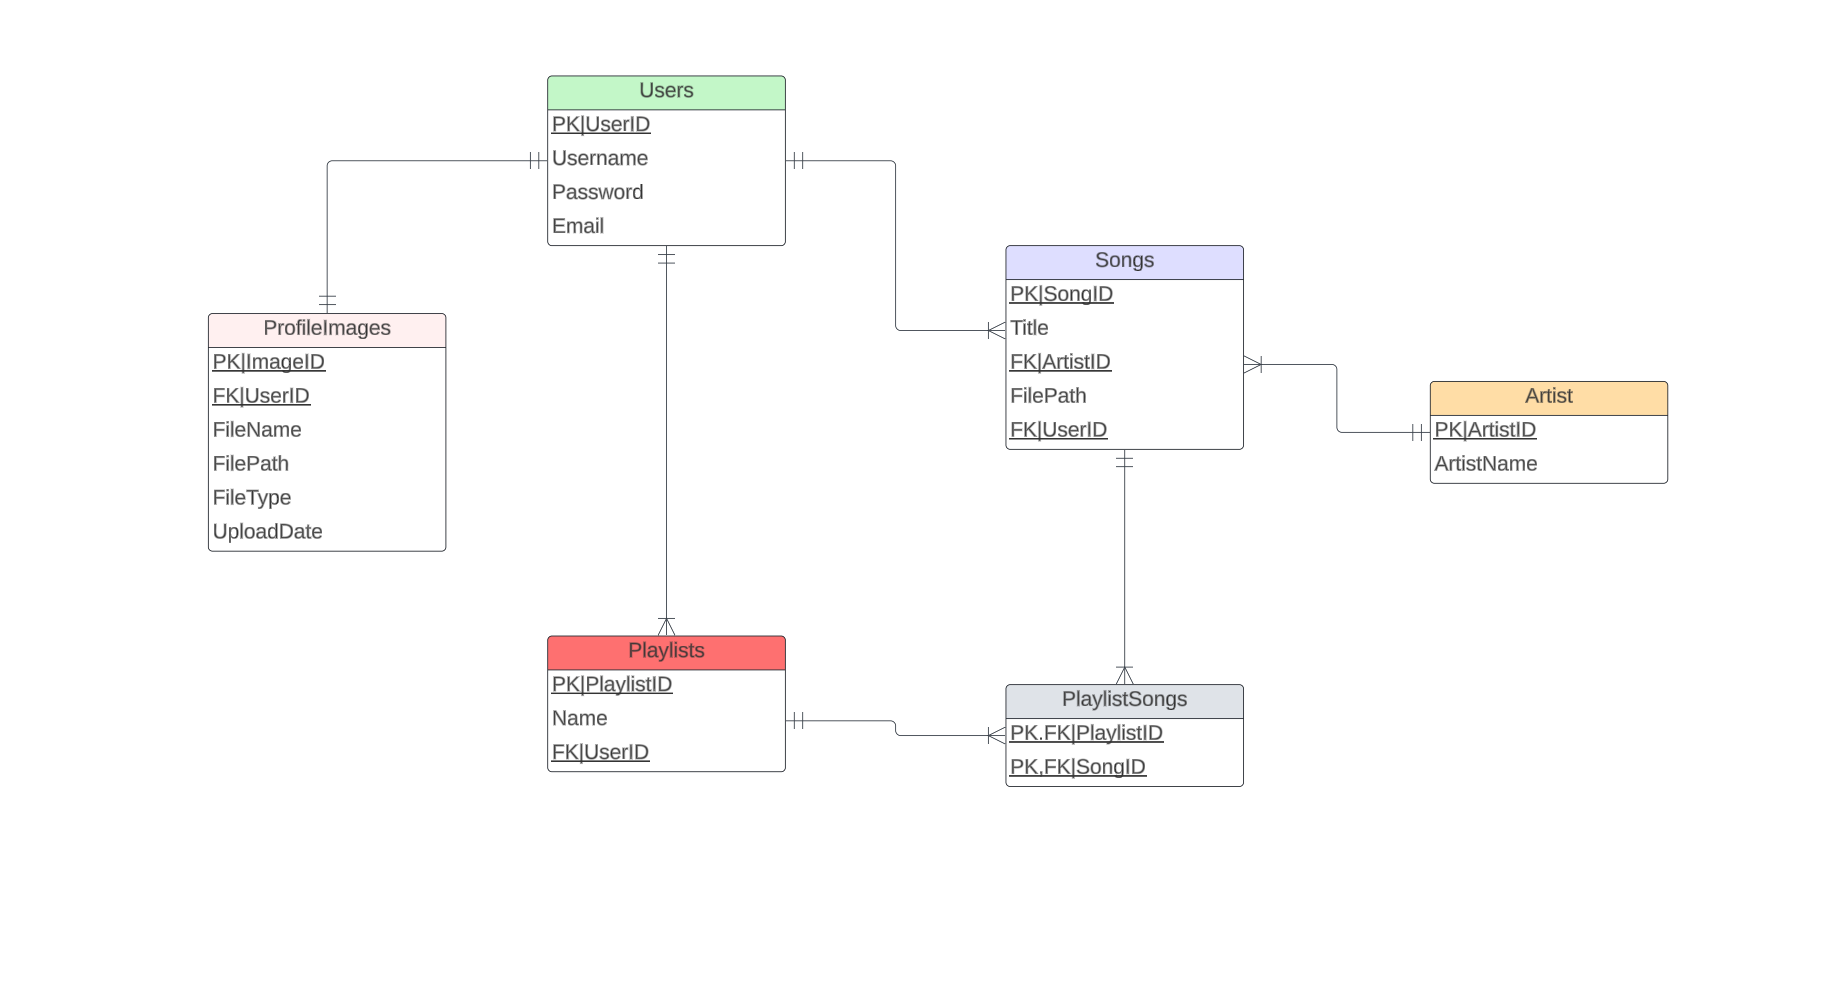 Users
PK|UserID
Username
Password
Email
ProfileImages
PK|ImageID
FK|UserID
FileName
FilePath
FileType
UploadDate
Songs
PK|SongID
Title
FK|ArtistID
FilePath
FK|UserID
Artist
PK|ArtistID
ArtistName
Playlists
PK|PlaylistID
Name
FK|UserID
PlaylistSongs
PK.FK|PlaylistID
PK,FK|SongID